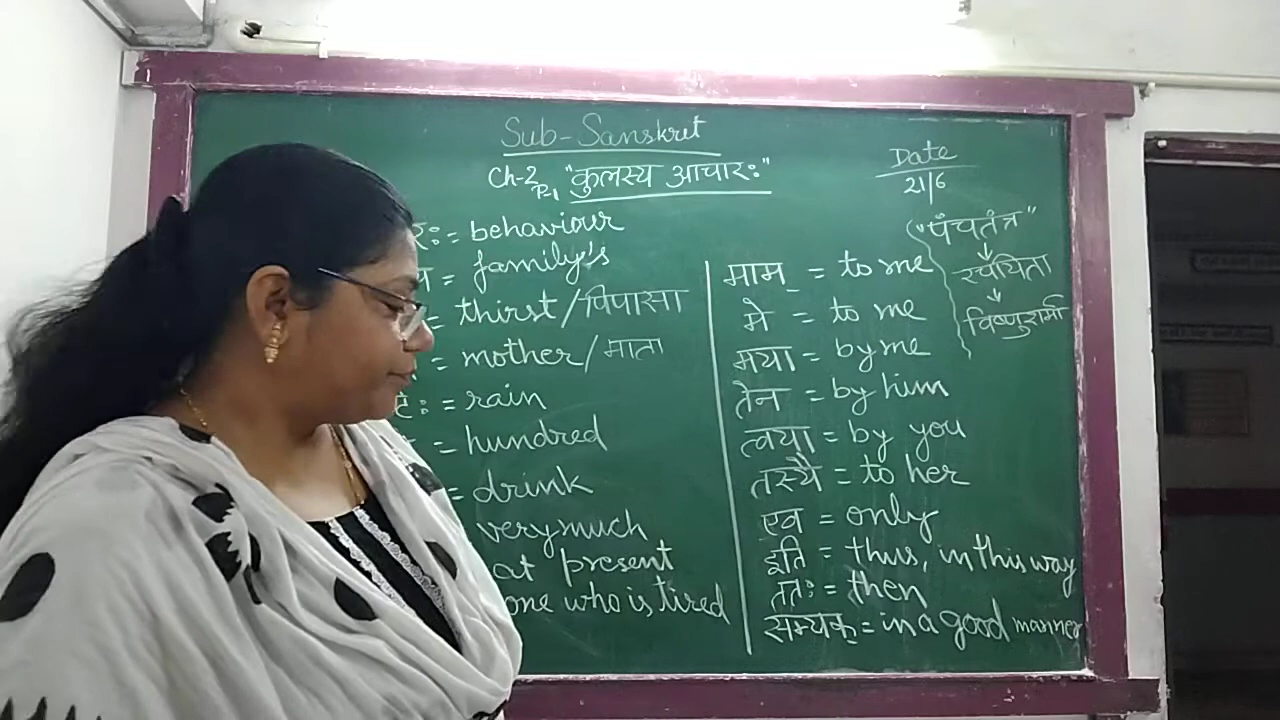 Sub-Sanskrit
Ch-2, P-1 "कुलस्य आचारः"
Date
21/6
रः = behaviour
= family's
= thirst/पिपासा
= mother/माता
टः = rain
= hundred
= drink
very much
at present
one who is tired
माम् = to me
मे = to me
मया = by me
तेन = by him
त्वया = by you
तस्यै = to her
एव = only
इति = thus, in this way
ततः = then
सम्यक् = in a good manner
"पंचतंत्र"
↓
रचयिता
↓
विष्णुशर्मा